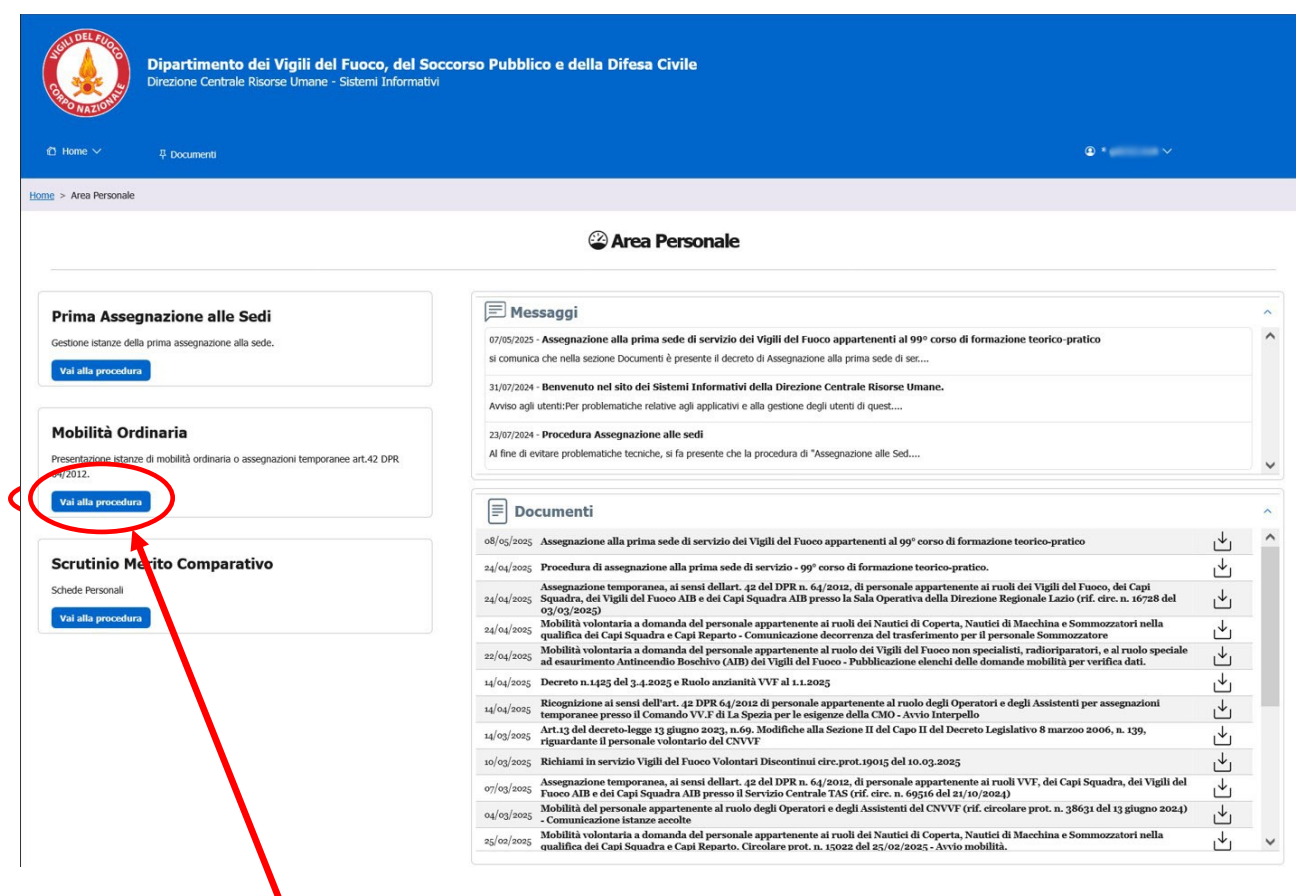 VIGILI DEL FUOCO
CORPO NAZIONALE
Dipartimento dei Vigili del Fuoco, del Soccorso Pubblico e della Difesa Civile
Direzione Centrale Risorse Umane - Sistemi Informativi
Home
Documenti
Home > Area Personale
Area Personale
Prima Assegnazione alle Sedi
Gestione istanze della prima assegnazione alla sede.
Vai alla procedura
Mobilità Ordinaria
Presentazione istanze di mobilità ordinaria o assegnazioni temporanee art.42 DPR
64/2012.
Vai alla procedura
Scrutinio Merito Comparativo
Schede Personali
Vai alla procedura
Messaggi
07/05/2025 - Assegnazione alla prima sede di servizio dei Vigili del Fuoco appartenenti al 99° corso di formazione teorico-pratico
si comunica che nella sezione Documenti è presente il decreto di Assegnazione alla prima sede di ser....
31/07/2024 - Benvenuto nel sito dei Sistemi Informativi della Direzione Centrale Risorse Umane.
Avviso agli utenti:Per problematiche relative agli applicativi e alla gestione degli utenti di quest....
23/07/2024 - Procedura Assegnazione alle sedi
Al fine di evitare problematiche tecniche, si fa presente che la procedura di "Assegnazione alle Sed....
Documenti
08/05/2025 Assegnazione alla prima sede di servizio dei Vigili del Fuoco appartenenti al 99° corso di formazione teorico-pratico
24/04/2025 Procedura di assegnazione alla prima sede di servizio - 99° corso di formazione teorico-pratico.
Assegnazione temporanea, ai sensi dellart. 42 del DPR n. 64/2012, di personale appartenente ai ruoli dei Vigili del Fuoco, dei Capi
24/04/2025 Squadra, dei Vigili del Fuoco AIB e dei Capi Squadra AIB presso la Sala Operativa della Direzione Regionale Lazio (rif. circ. n. 16728 del
03/03/2025)
24/04/2025 Mobilità volontaria a domanda del personale appartenente ai ruoli dei Nautici di Coperta, Nautici di Macchina e Sommozzatori nella
qualifica dei Capi Squadra e Capi Reparto - Comunicazione decorrenza del trasferimento per il personale Sommozzatore
22/04/2025 Mobilità volontaria a domanda del personale appartenente al ruolo dei Vigili del Fuoco non specialisti, radioriparatori, e al ruolo speciale
ad esaurimento Antincendio Boschivo (AIB) dei Vigili del Fuoco - Pubblicazione elenchi delle domande mobilità per verifica dati.
14/04/2025 Decreto n.1425 del 3.4.2025 e Ruolo anzianità VVF al 1.1.2025
14/04/2025 Ricognizione ai sensi dell'art. 42 DPR 64/2012 di personale appartenente al ruolo degli Operatori e degli Assistenti per assegnazioni
temporanee presso il Comando VV.F di La Spezia per le esigenze della CMO - Avvio Interpello
14/03/2025 Art.13 del decreto-legge 13 giugno 2023, n.69. Modifiche alla Sezione II del Capo II del Decreto Legislativo 8 marzoo 2006, n. 139,
riguardante il personale volontario del CNVVF
10/03/2025 Richiami in servizio Vigili del Fuoco Volontari Discontinui circ.prot.19015 del 10.03.2025
07/03/2025 Assegnazione temporanea, ai sensi dellart. 42 del DPR n. 64/2012, di personale appartenente ai ruoli VVF, dei Capi Squadra, dei Vigili del
Fuoco AIB e dei Capi Squadra AIB presso il Servizio Centrale TAS (rif. circ. n. 69516 del 21/10/2024)
04/03/2025 Mobilità del personale appartenente al ruolo degli Operatori e degli Assistenti del CNVVF (rif. circolare prot. n. 38631 del 13 giugno 2024)
- Comunicazione istanze accolte
25/02/2025 Mobilità volontaria a domanda del personale appartenente ai ruoli dei Nautici di Coperta, Nautici di Macchina e Sommozzatori nella
qualifica dei Capi Squadra e Capi Reparto. Circolare prot. n. 15022 del 25/02/2025 - Avvio mobilità.